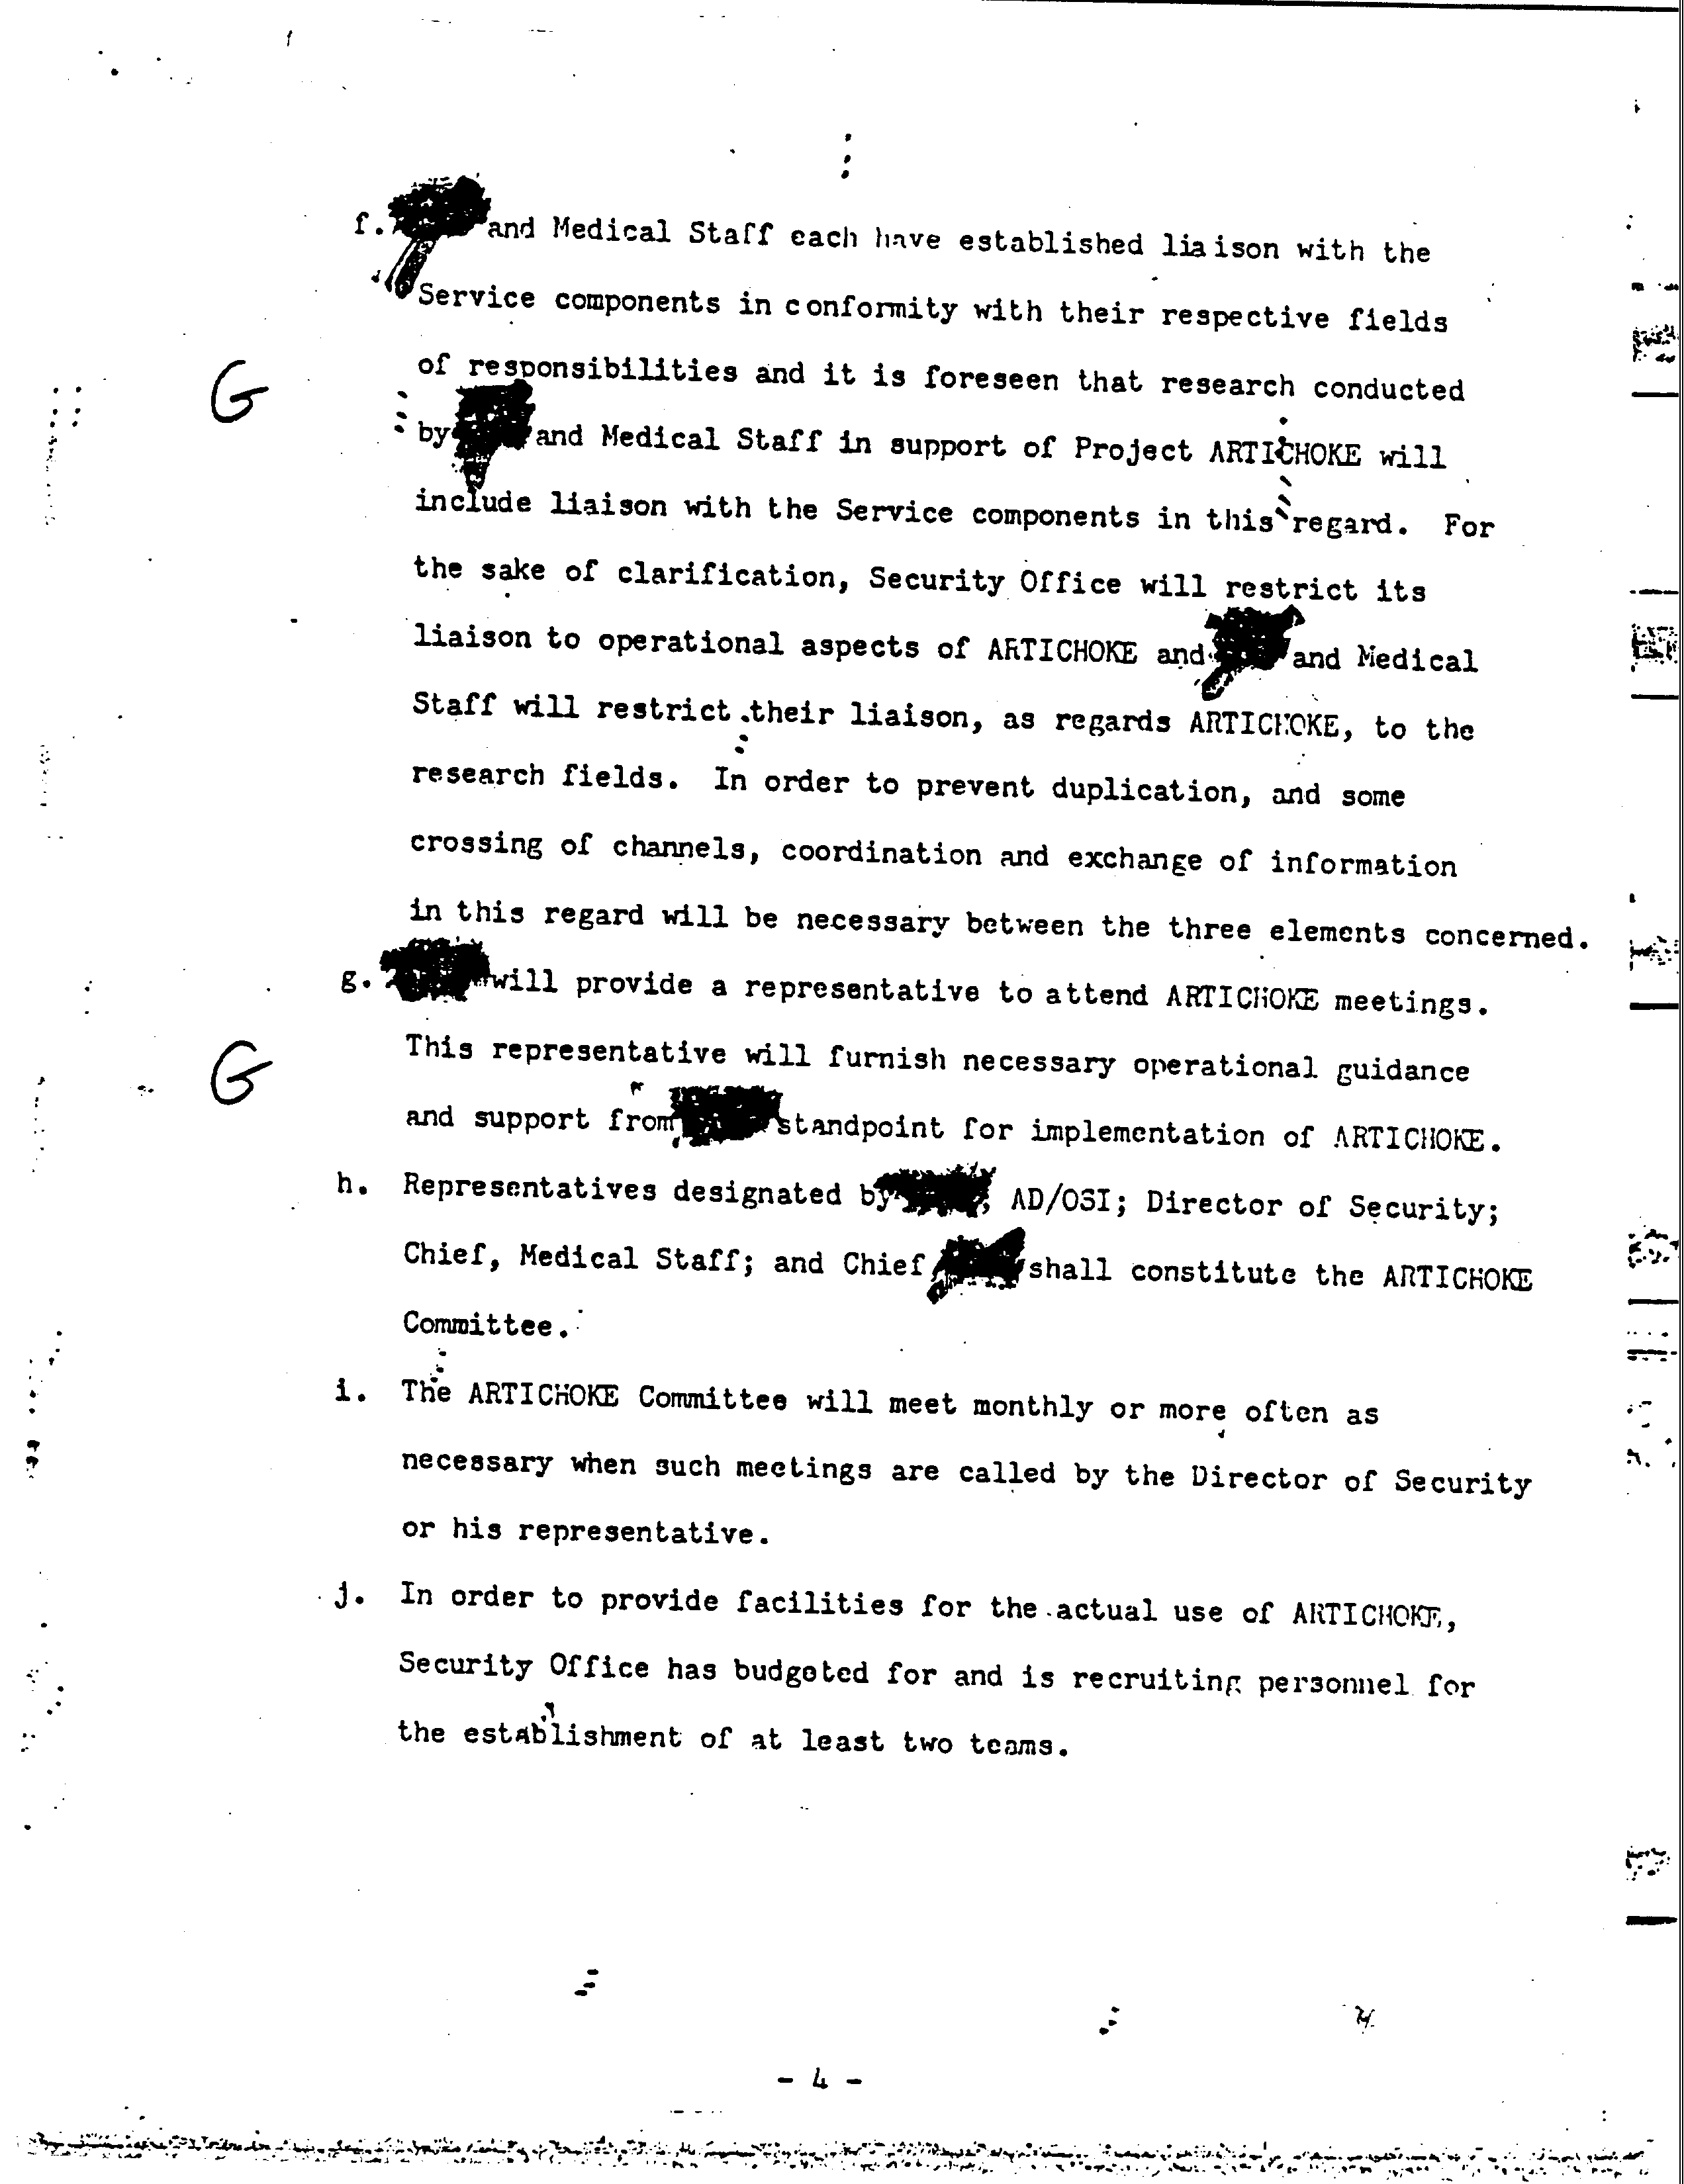 f. and Medical Staff each have established liaison with the
Service components in conformity with their respective fields
of responsibilities and it is foreseen that research conducted
G
by and Medical Staff in support of Project ARTICHOKE will
include liaison with the Service components in this regard. For
the sake of clarification, Security Office will restrict its
liaison to operational aspects of ARTICHOKE and and Medical
Staff will restrict their liaison, as regards ARTICHOKE, to the
research fields. In order to prevent duplication, and some
crossing of channels, coordination and exchange of information
in this regard will be necessary between the three elements concerned.
g. will provide a representative to attend ARTICHOKE meetings.
This representative will furnish necessary operational guidance
G
and support from standpoint for implementation of ARTICHOKE.
h. Representatives designated by , AD/OSI; Director of Security;
Chief, Medical Staff; and Chief shall constitute the ARTICHOKE
Committee.
i. The ARTICHOKE Committee will meet monthly or more often as
necessary when such meetings are called by the Director of Security
or his representative.
j. In order to provide facilities for the actual use of ARTICHOKE,
Security Office has budgeted for and is recruiting personnel for
the establishment of at least two teams.
- 4 -